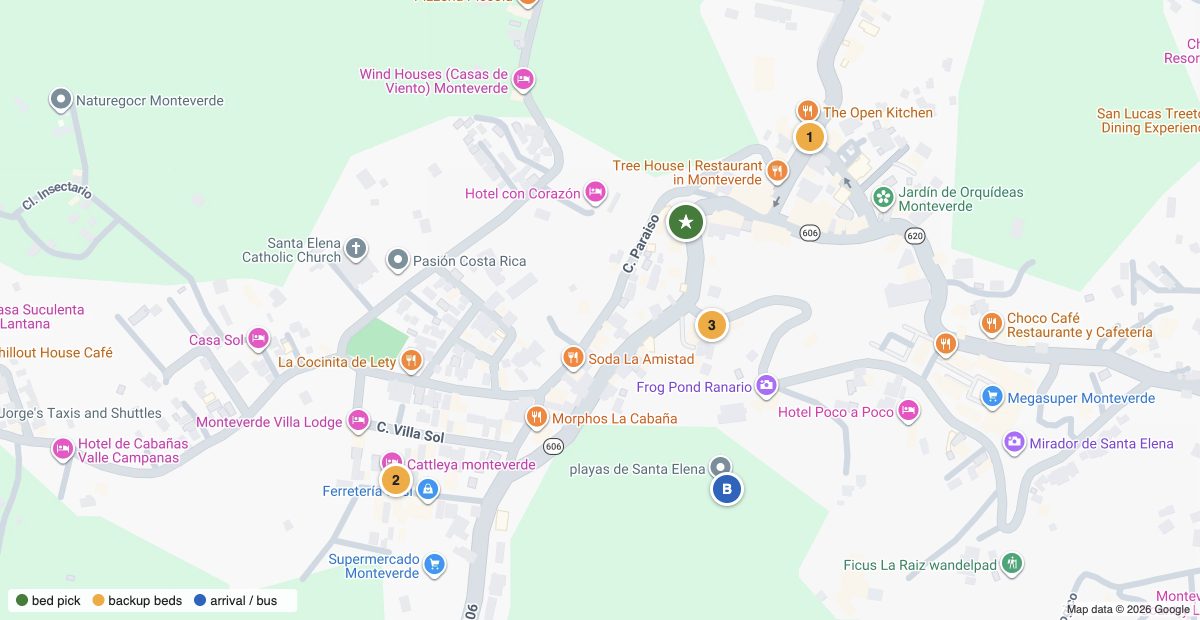 Wind Houses (Casas de
Viento) Monteverde
Naturegocr Monteverde
The Open Kitchen
San Lucas Treeto
Dining Experienc
Tree House | Restaurant
in Monteverde
1
Cl. Insectario
Hotel con Corazón
Jardín de Orquídeas
Monteverde
C. Paraiso
606
620
Santa Elena
Catholic Church
Pasión Costa Rica
asa Suculenta
Lantana
3
Choco Café
Restaurante y Cafetería
Casa Sol
hillout House Café
La Cocinita de Lety
Soda La Amistad
Frog Pond Ranario
Megasuper Monteverde
Jorge's Taxis and Shuttles
Monteverde Villa Lodge
Morphos La Cabaña
Hotel Poco a Poco
C. Villa Sol
606
Hotel de Cabañas
Valle Campanas
Mirador de Santa Elena
Cattleya monteverde
playas de Santa Elena
2
Ferretería
B
Supermercado
Monteverde
Ficus La Raiz wandelpad
bed pick
backup beds
arrival / bus
Map data © 2026 Google